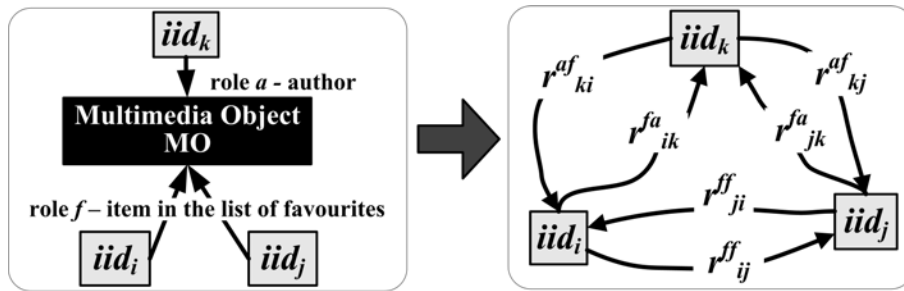 iid_k
role a - author
Multimedia Object
MO
role f – item in the list of favourites
iid_i
iid_j
iid_k
r^af_ki
r^af_kj
r^fa_ik
r^fa_jk
r^ff_ji
iid_i
iid_j
r^ff_ij